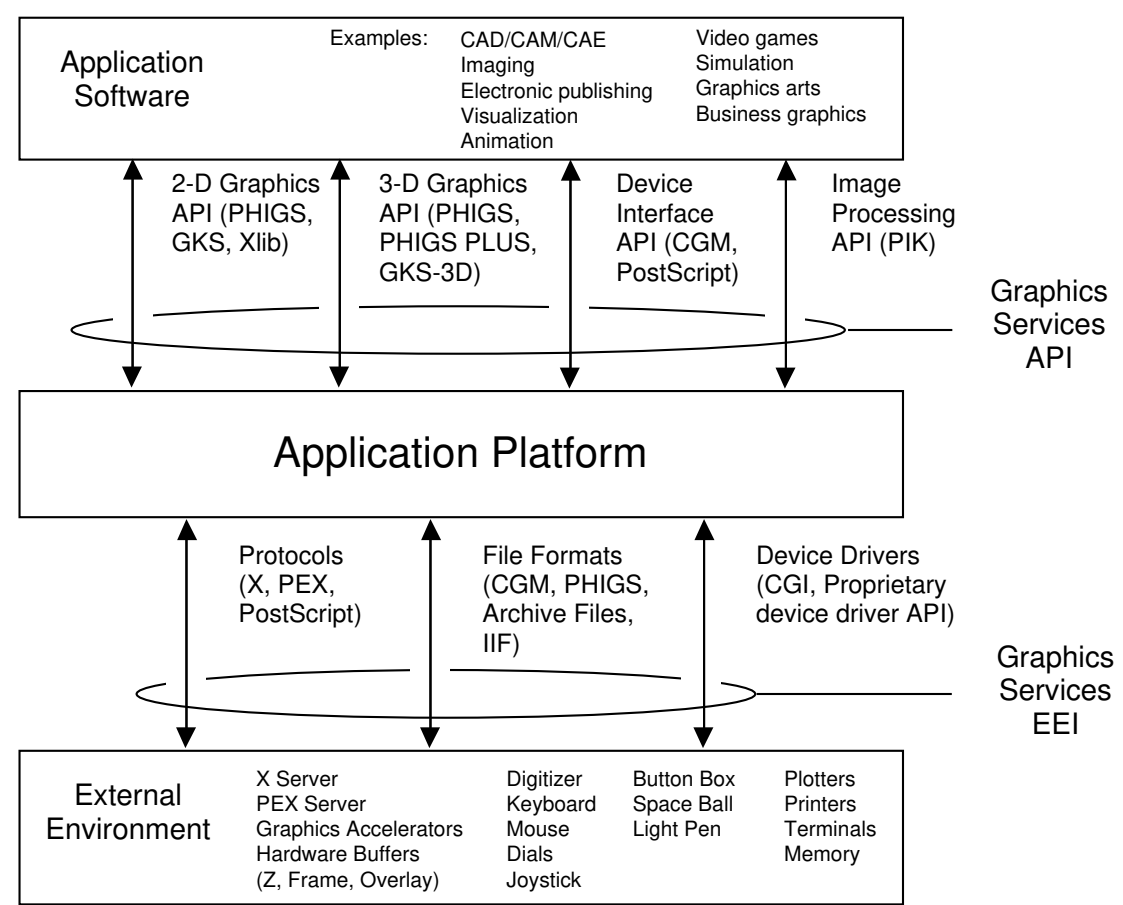 Application
Software
Examples:
CAD/CAM/CAE
Imaging
Electronic publishing
Visualization
Animation
Video games
Simulation
Graphics arts
Business graphics
2-D Graphics
API (PHIGS,
GKS, Xlib)
3-D Graphics
API (PHIGS,
PHIGS PLUS,
GKS-3D)
Device
Interface
API (CGM,
PostScript)
Image
Processing
API (PIK)
Graphics
Services
API
Application Platform
Protocols
(X, PEX,
PostScript)
File Formats
(CGM, PHIGS,
Archive Files,
IIF)
Device Drivers
(CGI, Proprietary
device driver API)
Graphics
Services
EEI
External
Environment
X Server
PEX Server
Graphics Accelerators
Hardware Buffers
(Z, Frame, Overlay)
Digitizer
Keyboard
Mouse
Dials
Joystick
Button Box
Space Ball
Light Pen
Plotters
Printers
Terminals
Memory